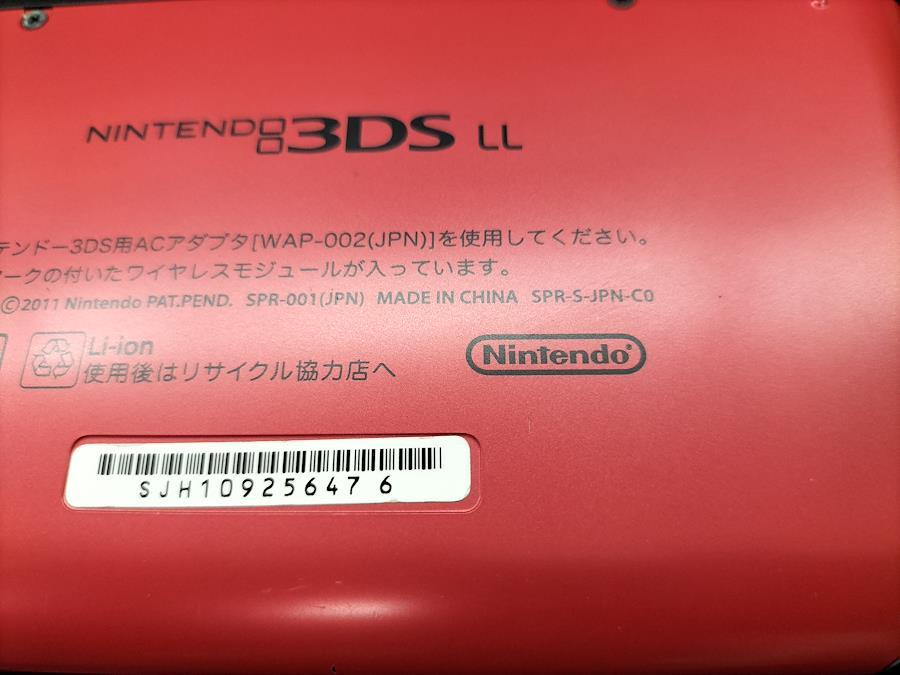 NINTENDO 3DS LL
テンドー3DS用ACアダプタ[WAP-002(JPN)]を使用してください。
マークの付いたワイヤレスモジュールが入っています。
©2011 Nintendo PAT.PEND. SPR-001(JPN) MADE IN CHINA SPR-S-JPN-C0
Li-ion
使用後はリサイクル協力店へ
Nintendo®
SJH109256476